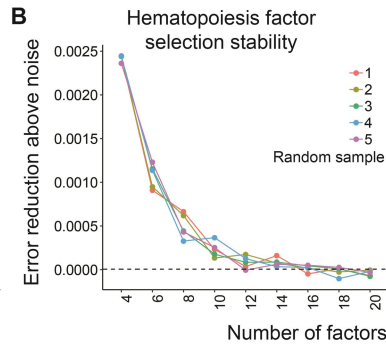 B
Hematopoiesis factor
selection stability
Error reduction above noise
0.0025
0.0020
0.0015
0.0010
0.0005
0.0000
1
2
3
4
5
Random sample
4 6 8 10 12 14 16 18 20
Number of factors